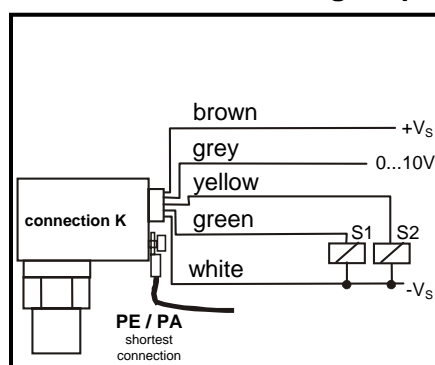 brown
+VS
grey
0...10V
yellow
connection K
green
S1 S2
white
-VS
PE / PA
shortest
connection